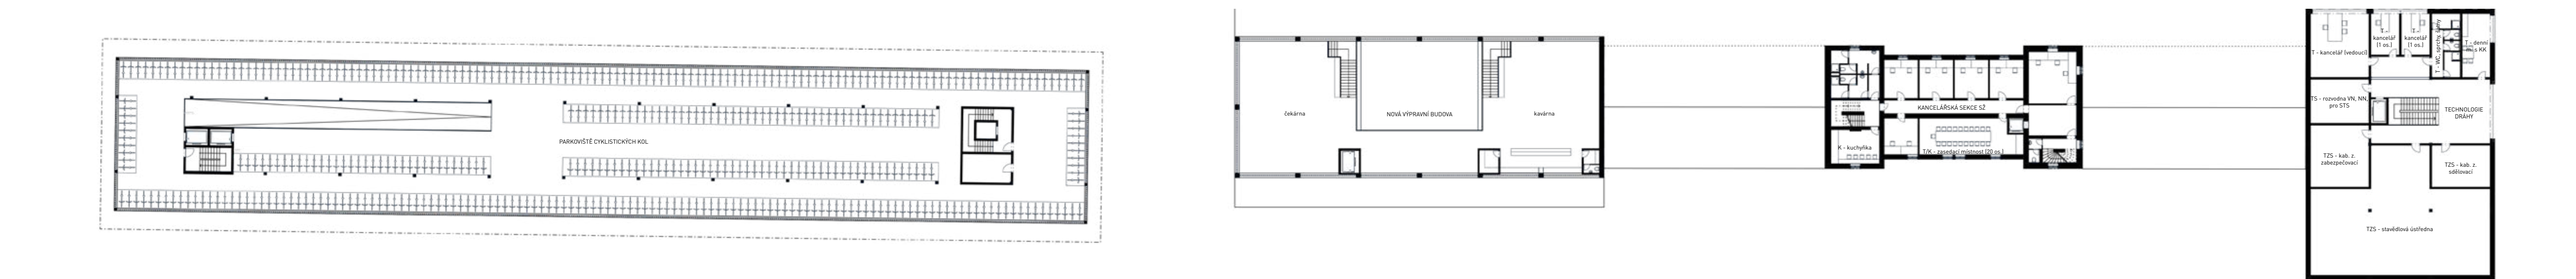 PARKOVIŠTĚ CYKLISTICKÝCH KOL
čekárna
NOVÁ VÝPRAVNÍ BUDOVA
kavárna
KANCELÁŘSKÁ SEKCE SŽ
K - kuchyňka
T/K - zasedací místnost (20 os.)
T - kancelář (vedoucí)
T -
kancelář
(1 os.)
T -
kancelář
(1 os.)
T - WC, sprchy,
T - denní
s KK
TS - rozvodna VN, NN,
pro STS
TECHNOLOGIE
DRÁHY
TZS - kab. z.
zabezpečovací
TZS - kab. z.
sdělovací
TZS - stavědlová ústředna